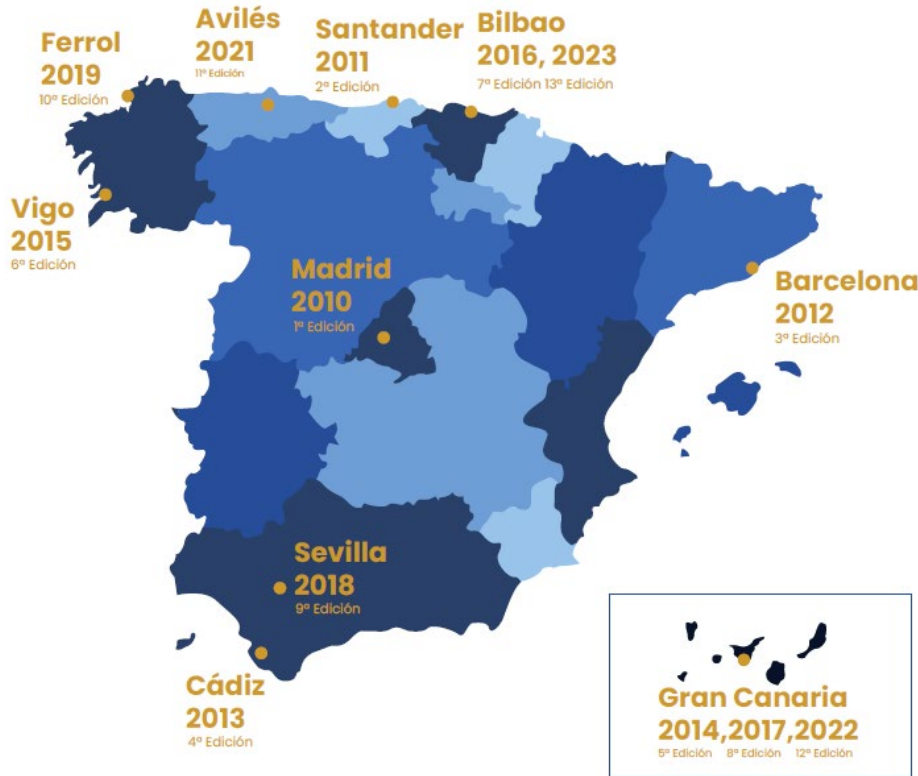 Avilés
2021
11ª Edición
Santander
2011
2ª Edición
Bilbao
2016, 2023
7ª Edición 13ª Edición
Ferrol
2019
10ª Edición
Vigo
2015
6ª Edición
Madrid
2010
1ª Edición
Barcelona
2012
3ª Edición
Sevilla
2018
9ª Edición
Cádiz
2013
4ª Edición
Gran Canaria
2014,2017,2022
5ª Edición 8ª Edición 12ª Edición